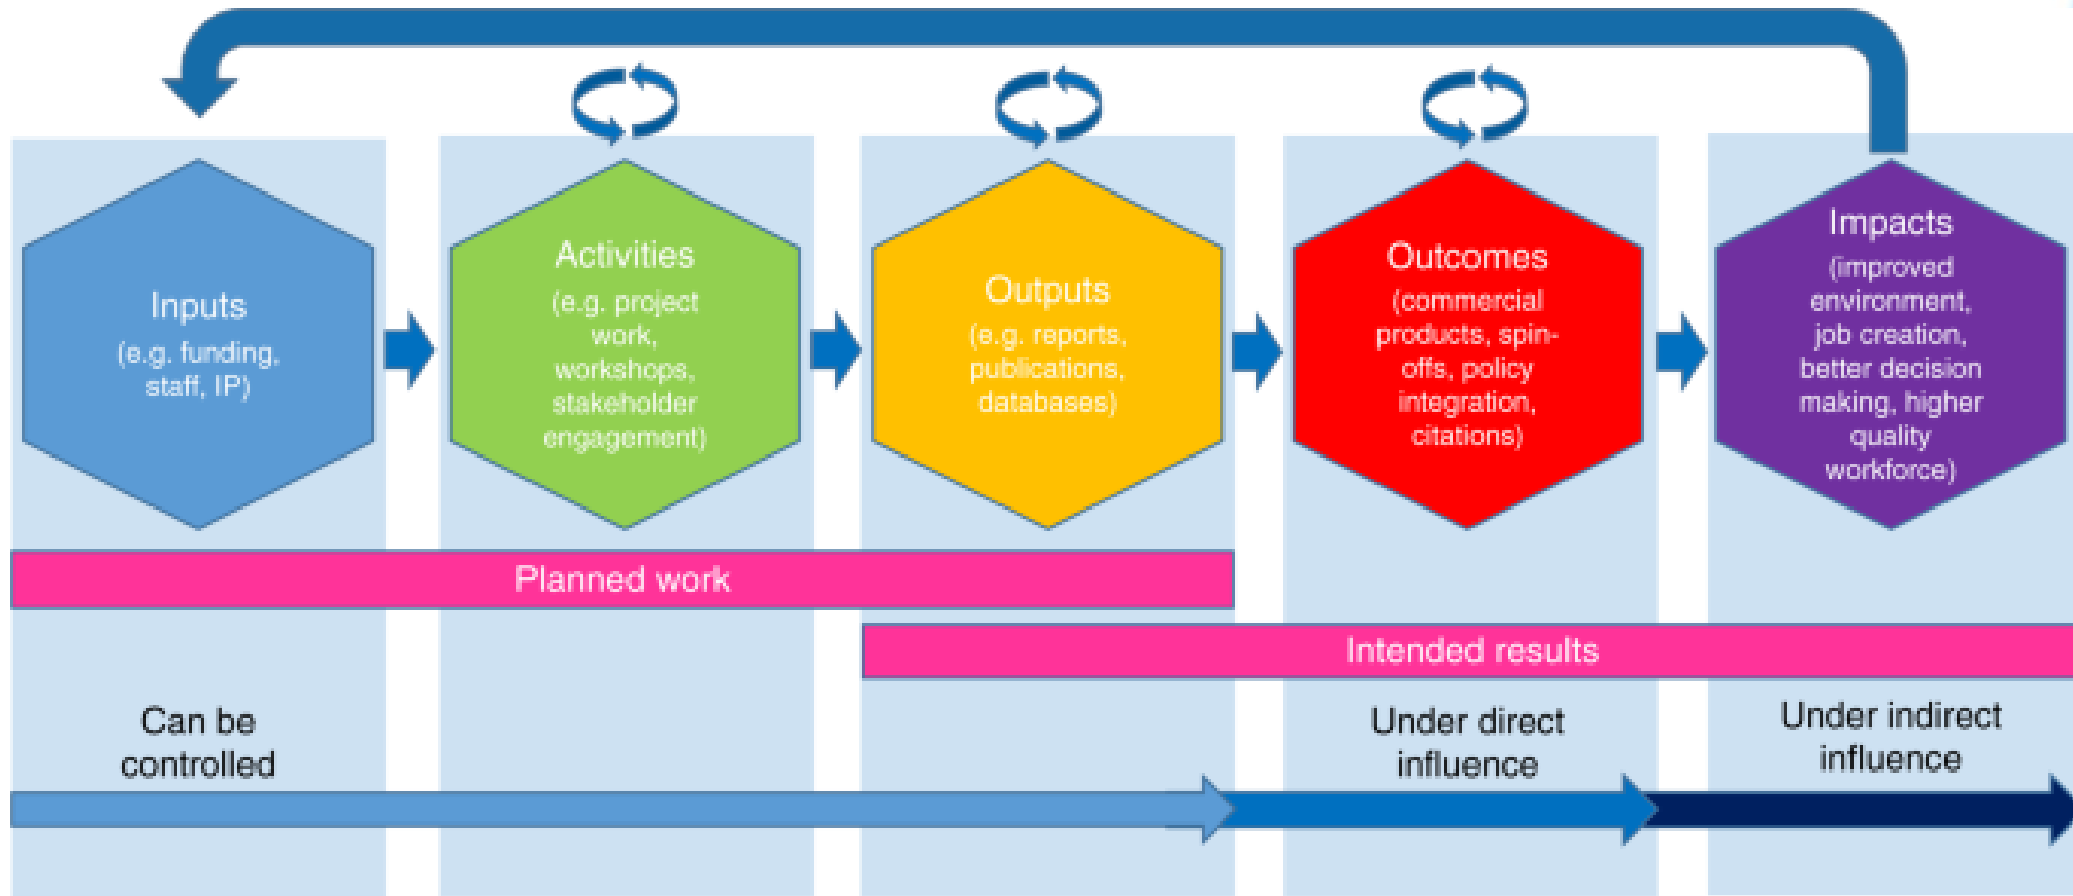 Inputs
(e.g. funding,
staff, IP)
Activities
(e.g. project
work,
workshops,
stakeholder
engagement)
Outputs
(e.g. reports,
publications,
databases)
Outcomes
(commercial
products, spin-
offs, policy
integration,
citations)
Impacts
(improved
environment,
job creation,
better decision
making, higher
quality
workforce)
Planned work
Intended results
Can be
controlled
Under direct
influence
Under indirect
influence